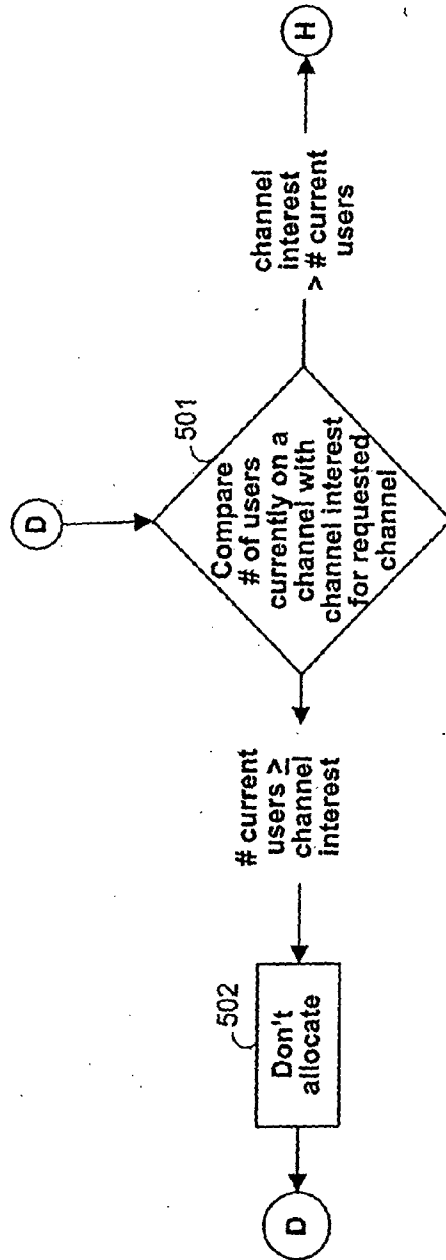 D
501
Compare
# of users
currently on a
channel with
channel interest
for requested
channel
channel
interest
> # current
users
H
# current
users ≥
channel
interest
502
Don't
allocate
D